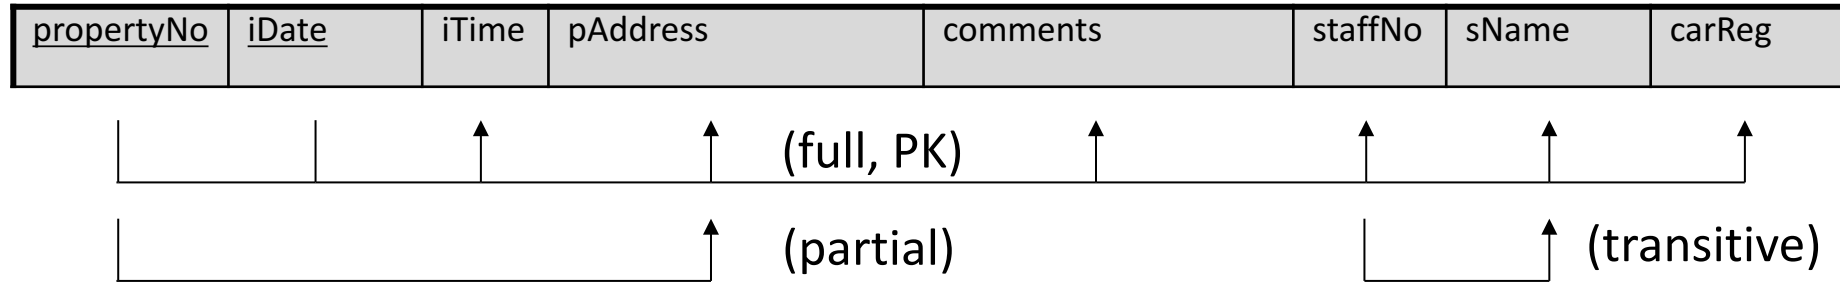 propertyNo iDate iTime pAddress comments staffNo sName carReg
(full, PK)
(partial) (transitive)